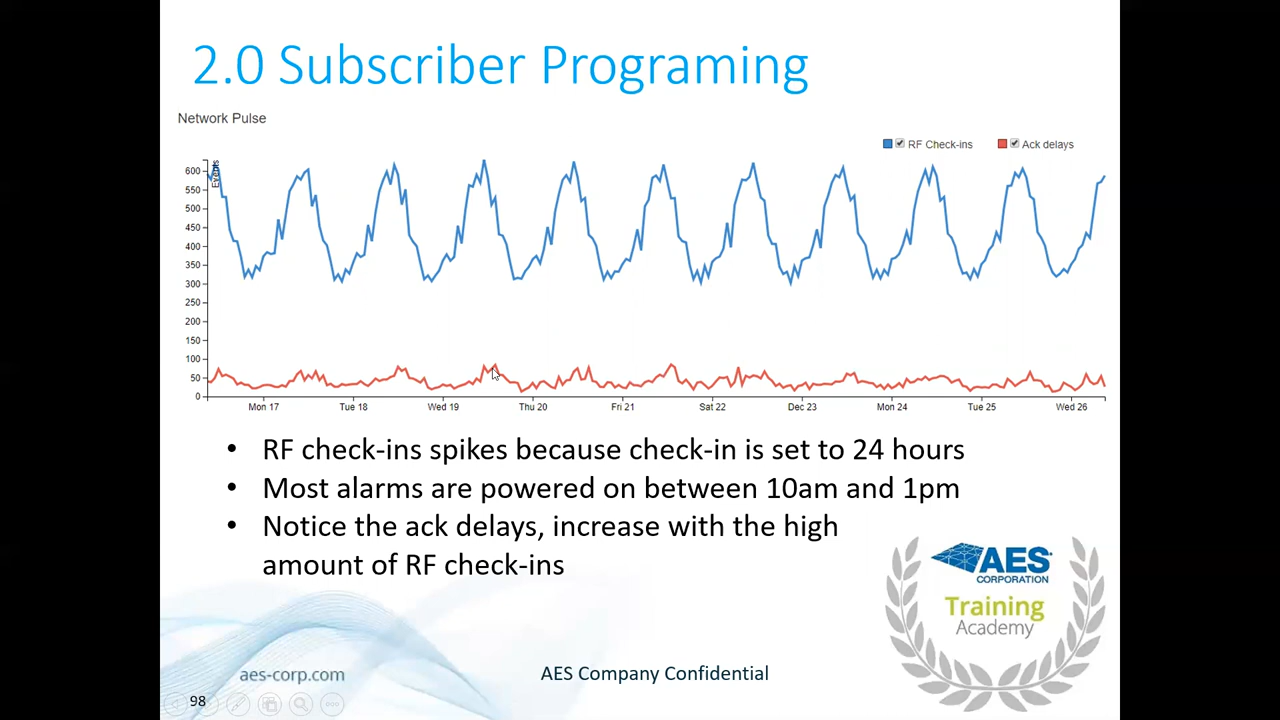 2.0 Subscriber Programing
Network Pulse
RF Check-ins Ack delays
Events
600
550
500
450
400
350
300
250
200
150
100
50
0
Mon 17 Tue 18 Wed 19 Thu 20 Fri 21 Sat 22 Dec 23 Mon 24 Tue 25 Wed 26
• RF check-ins spikes because check-in is set to 24 hours
• Most alarms are powered on between 10am and 1pm
• Notice the ack delays, increase with the high
amount of RF check-ins
AES
CORPORATION
Training
Academy
aes-corp.com
AES Company Confidential
98